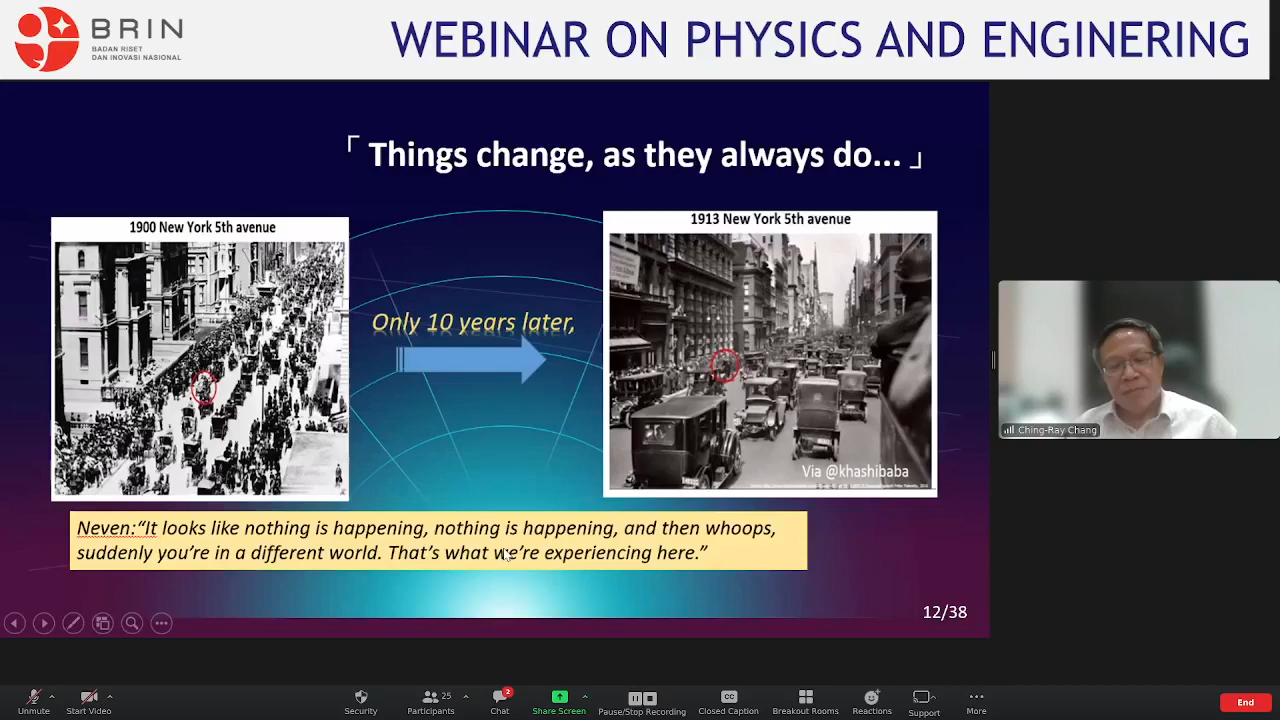 BRIN
BADAN RISET
DAN INOVASI NASIONAL
WEBINAR ON PHYSICS AND ENGINERING
「 Things change, as they always do... 」
1900 New York 5th avenue
1913 New York 5th avenue
Only 10 years later,
Via @khashibaba
Neven:“It looks like nothing is happening, nothing is happening, and then whoops,
suddenly you’re in a different world. That’s what we’re experiencing here.”
12/38
Ching-Ray Chang
Unmute
Start Video
Security
25
Participants
2
Chat
Share Screen
Pause/Stop Recording
CC
Closed Caption
Breakout Rooms
Reactions
Support
More
End